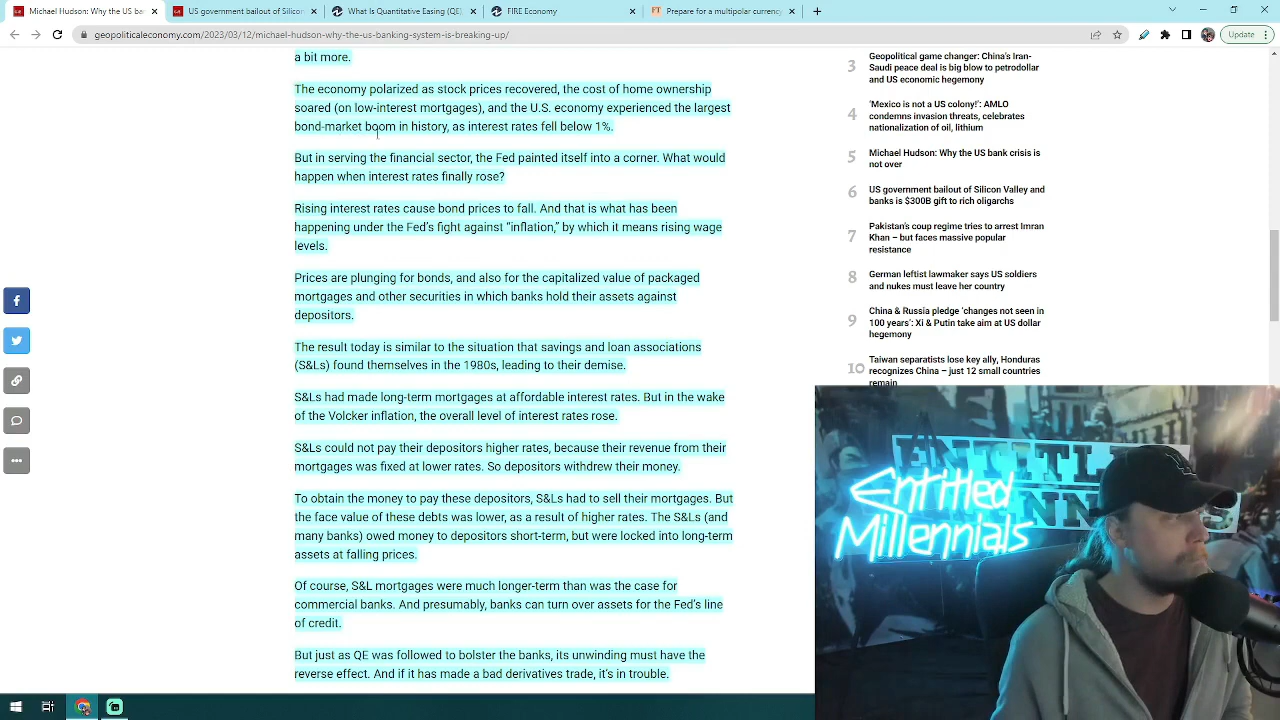 Michael Hudson: Why the US ba
US government bailout of Silicon
What Is Quantitative Easing (QE)
FIRE Economy
Prepare for a multipolar currency
geopoliticaleconomy.com/2023/03/12/michael-hudson-why-the-us-banking-system-is-breaking-up/
Update
a bit more.
The economy polarized as stock prices recovered, the cost of home ownership
soared (on low-interest mortgages), and the U.S. economy experienced the largest
bond-market boom in history, as interest rates fell below 1%.
But in serving the financial sector, the Fed painted itself into a corner. What would
happen when interest rates finally rose?
Rising interest rates cause bond prices to fall. And that is what has been
happening under the Fed’s fight against “inflation,” by which it means rising wage
levels.
Prices are plunging for bonds, and also for the capitalized value of packaged
mortgages and other securities in which banks hold their assets against
depositors.
The result today is similar to the situation that savings and loan associations
(S&Ls) found themselves in the 1980s, leading to their demise.
S&Ls had made long-term mortgages at affordable interest rates. But in the wake
of the Volcker inflation, the overall level of interest rates rose.
S&Ls could not pay their depositors higher rates, because their revenue from their
mortgages was fixed at lower rates. So depositors withdrew their money.
To obtain the money to pay these depositors, S&Ls had to sell their mortgages. But
the face value of these debts was lower, as a result of higher rates. The S&Ls (and
many banks) owed money to depositors short-term, but were locked into long-term
assets at falling prices.
Of course, S&L mortgages were much longer-term than was the case for
commercial banks. And presumably, banks can turn over assets for the Fed’s line
of credit.
But just as QE was followed to bolster the banks, its unwinding must have the
reverse effect. And if it has made a bad derivatives trade, it’s in trouble.
3
Geopolitical game changer: China’s Iran-
Saudi peace deal is big blow to petrodollar
and US economic hegemony
4
‘Mexico is not a US colony!’: AMLO
condemns invasion threats, celebrates
nationalization of oil, lithium
5
Michael Hudson: Why the US bank crisis is
not over
6
US government bailout of Silicon Valley and
banks is $300B gift to rich oligarchs
7
Pakistan’s coup regime tries to arrest Imran
Khan – but faces massive popular
resistance
8
German leftist lawmaker says US soldiers
and nukes must leave her country
9
China & Russia pledge ‘changes not seen in
100 years’: Xi & Putin take aim at US dollar
hegemony
10
Taiwan separatists lose key ally, Honduras
recognizes China – just 12 small countries
remain
Entitled
Millennials